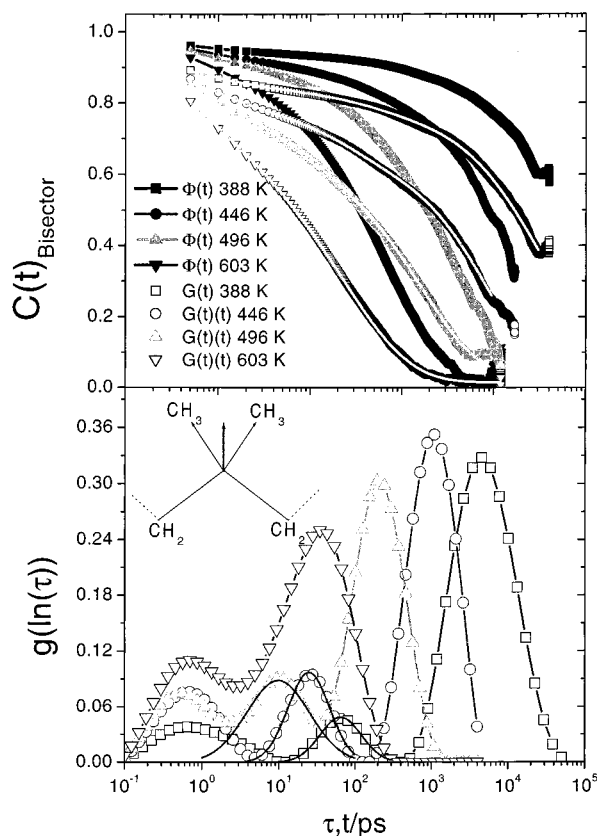 1.0
0.8
0.6
0.4
0.2
0.0
C(t)Bisector
Φ(t) 388 K
Φ(t) 446 K
Φ(t) 496 K
Φ(t) 603 K
G(t) 388 K
G(t)(t) 446 K
G(t)(t) 496 K
G(t)(t) 603 K
CH3 CH3
CH2 CH2
0.36
0.30
0.24
0.18
0.12
0.06
0.00
g(ln(τ))
10-1 100 101 102 103 104 105
τ,t/ps